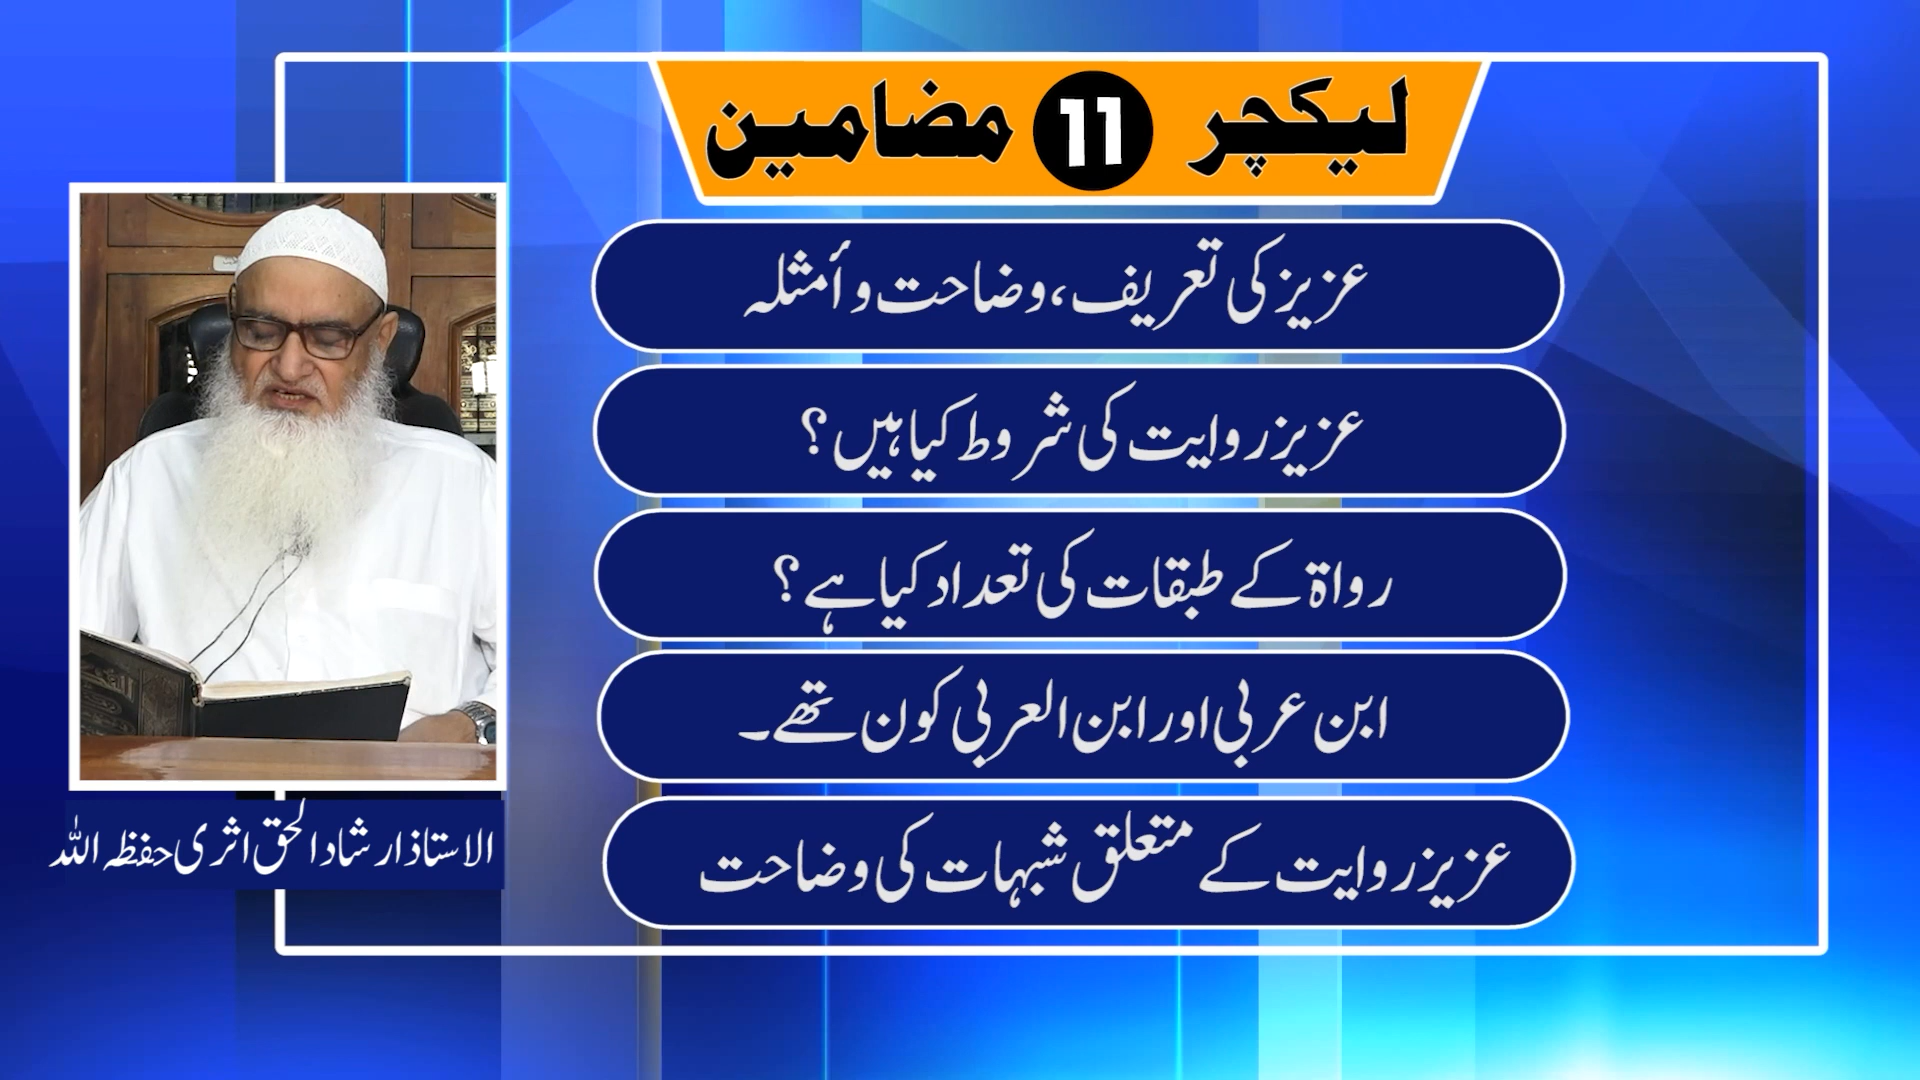 لیکچر 11 مضامین
عزیز کی تعریف، وضاحت و أمثلہ
عزیز روایت کی شروط کیا ہیں؟
رواۃ کے طبقات کی تعداد کیا ہے؟
ابن عربی اور ابن العربی کون تھے۔
عزیز روایت کے متعلق شبہات کی وضاحت
الاستاذ ارشاد الحق اثری حفظہ اللہ